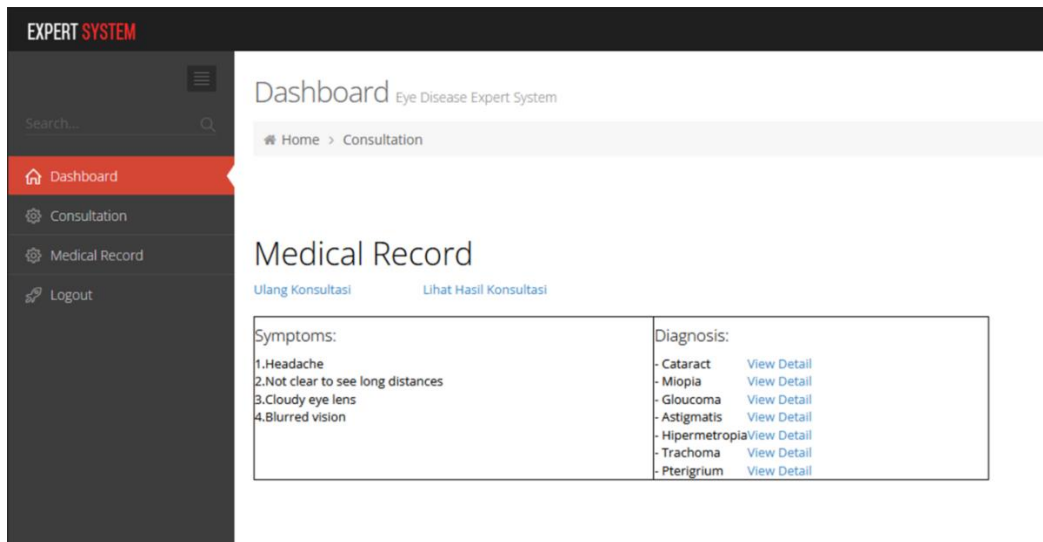 EXPERT SYSTEM
Search...
Dashboard
Consultation
Medical Record
Logout
Dashboard Eye Disease Expert System
Home > Consultation
Medical Record
Ulang Konsultasi Lihat Hasil Konsultasi
Symptoms:
1.Headache
2.Not clear to see long distances
3.Cloudy eye lens
4.Blurred vision
Diagnosis:
- Cataract View Detail
- Miopia View Detail
- Gloucoma View Detail
- Astigmatis View Detail
- HipermetropiaView Detail
- Trachoma View Detail
- Pterigrium View Detail